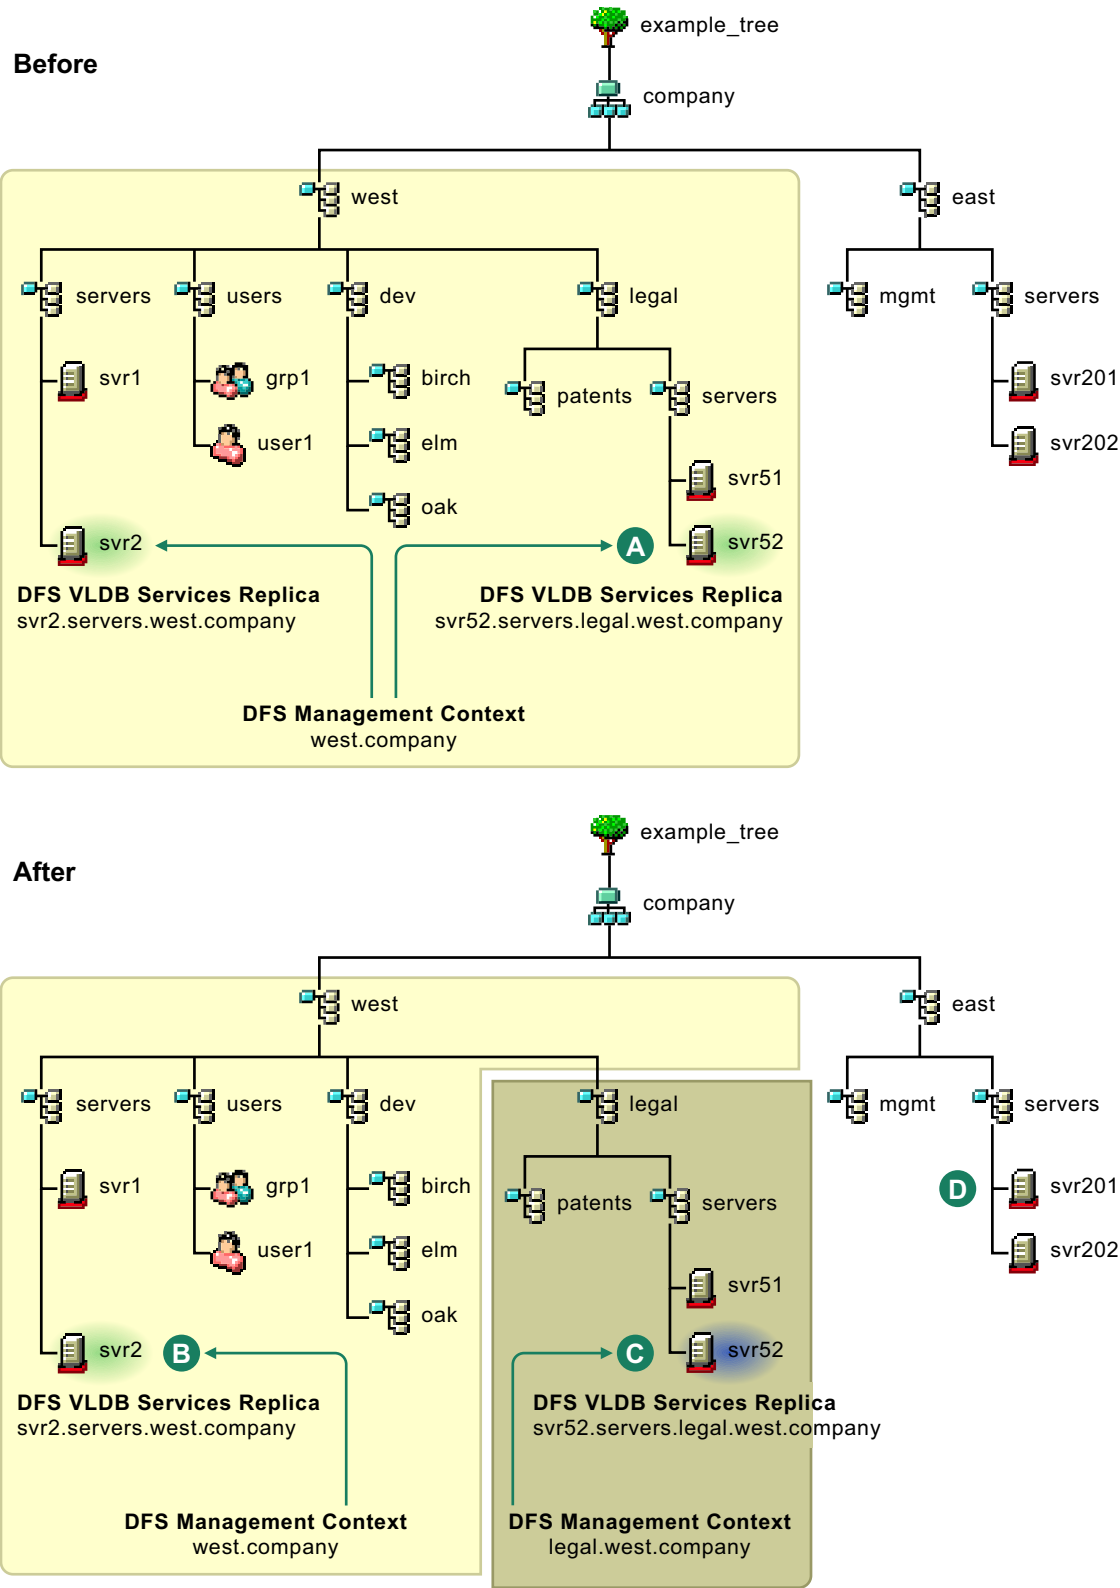 example_tree
Before
company
west
east
servers
users
dev
legal
mgmt
servers
svr1
grp1
birch
patents
servers
svr201
user1
elm
svr202
svr51
oak
svr2
A
svr52
DFS VLDB Services Replica
svr2.servers.west.company
DFS VLDB Services Replica
svr52.servers.legal.west.company
DFS Management Context
west.company
example_tree
After
company
west
east
servers
users
dev
legal
mgmt
servers
svr1
grp1
birch
patents
servers
D
svr201
user1
elm
svr202
svr51
oak
svr2
B
C
svr52
DFS VLDB Services Replica
svr2.servers.west.company
DFS VLDB Services Replica
svr52.servers.legal.west.company
DFS Management Context
west.company
DFS Management Context
legal.west.company